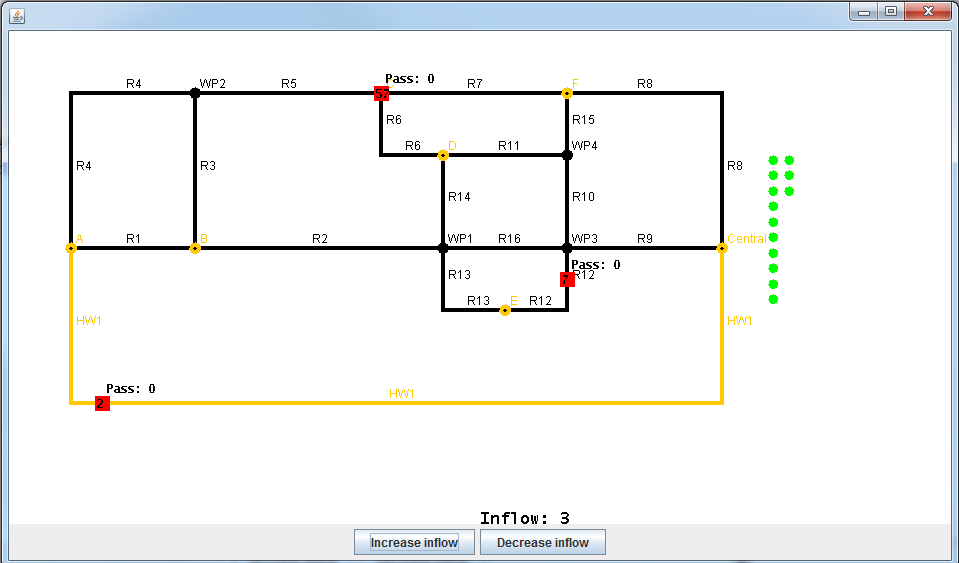 Pass: 0
R4 WP2 R5 R7 F R8
R6 R15
R6 D R11 WP4
R4 R3 R8
R14 R10
A R1 B R2 WP1 R16 WP3 R9 Central
Pass: 0
R13 7 R12
R13 E R12
HW1 HW1
Pass: 0
HW1
2
Inflow: 3
Increase inflow Decrease inflow